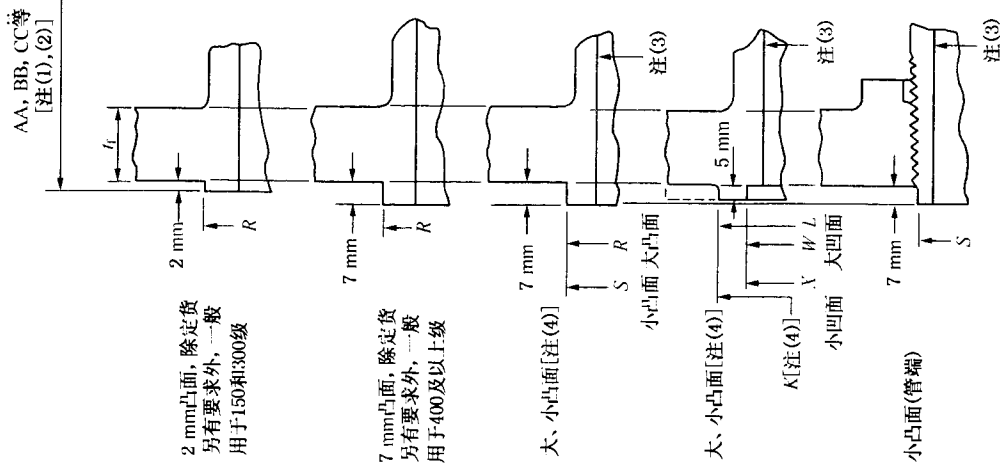 AA, BB, CC等
[注(1),(2)]
tf
2 mm
R
2 mm凸面, 除定货
另有要求外, 一般
用于150和300级
7 mm
R
7 mm凸面, 除定货
另有要求外, 一般
用于400及以上级
注(3)
7 mm
S
R
小凸面 大凸面
大、小凸面[注(4)]
注(3)
5 mm
L
W
X
K[注(4)]
小凹面 大凹面
大、小凸面[注(4)]
注(3)
7 mm
S
小凸面(管端)